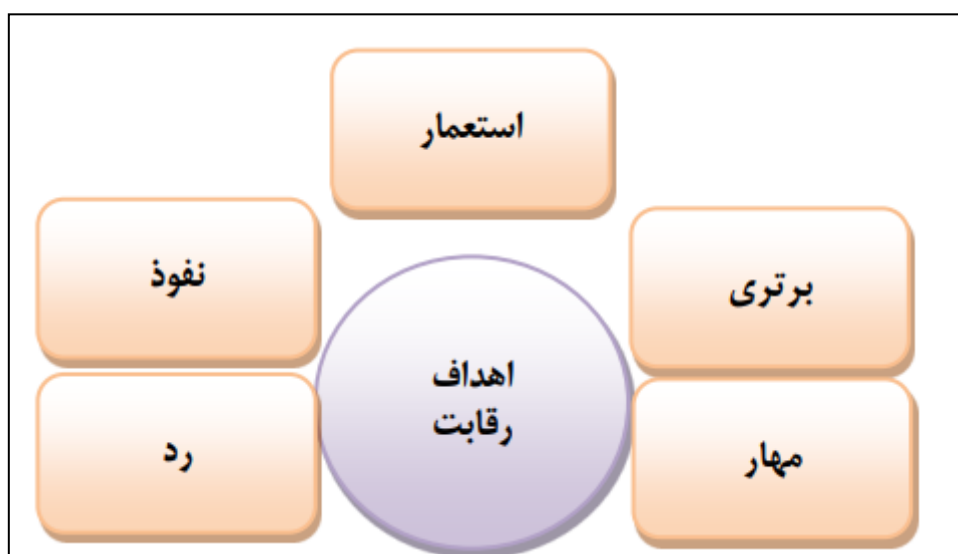 استعمار
برتری
نفوذ
اهداف
رقابت
مهار
رد